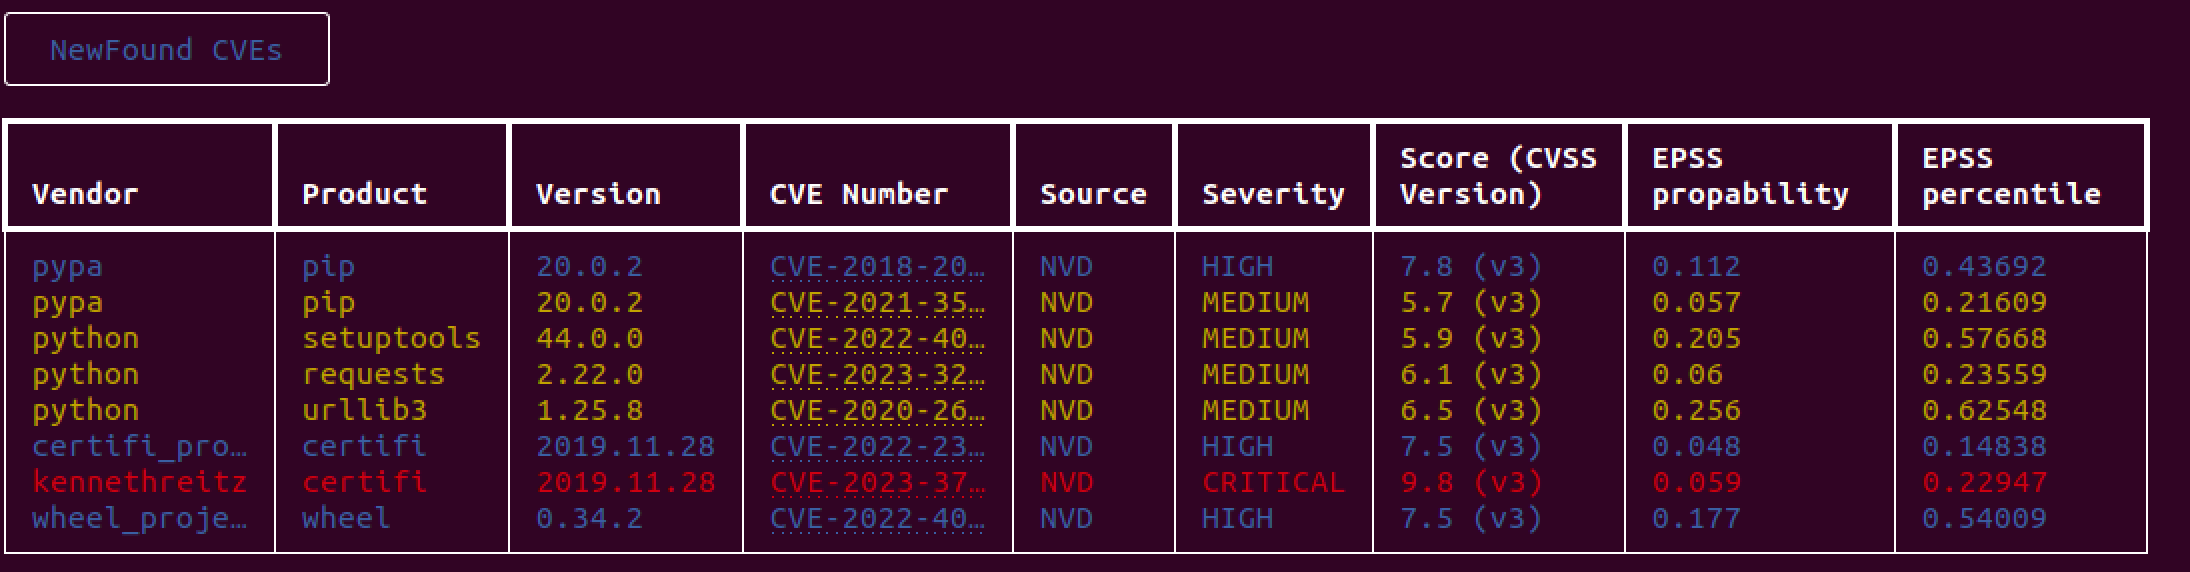 NewFound CVEs
Vendor Product Version CVE Number Source Severity Score (CVSS Version) EPSS propability EPSS percentile
pypa pip 20.0.2 CVE-2018-20… NVD HIGH 7.8 (v3) 0.112 0.43692
pypa pip 20.0.2 CVE-2021-35… NVD MEDIUM 5.7 (v3) 0.057 0.21609
python setuptools 44.0.0 CVE-2022-40… NVD MEDIUM 5.9 (v3) 0.205 0.57668
python requests 2.22.0 CVE-2023-32… NVD MEDIUM 6.1 (v3) 0.06 0.23559
python urllib3 1.25.8 CVE-2020-26… NVD MEDIUM 6.5 (v3) 0.256 0.62548
certifi_pro… certifi 2019.11.28 CVE-2022-23… NVD HIGH 7.5 (v3) 0.048 0.14838
kennethreitz certifi 2019.11.28 CVE-2023-37… NVD CRITICAL 9.8 (v3) 0.059 0.22947
wheel_proje… wheel 0.34.2 CVE-2022-40… NVD HIGH 7.5 (v3) 0.177 0.54009